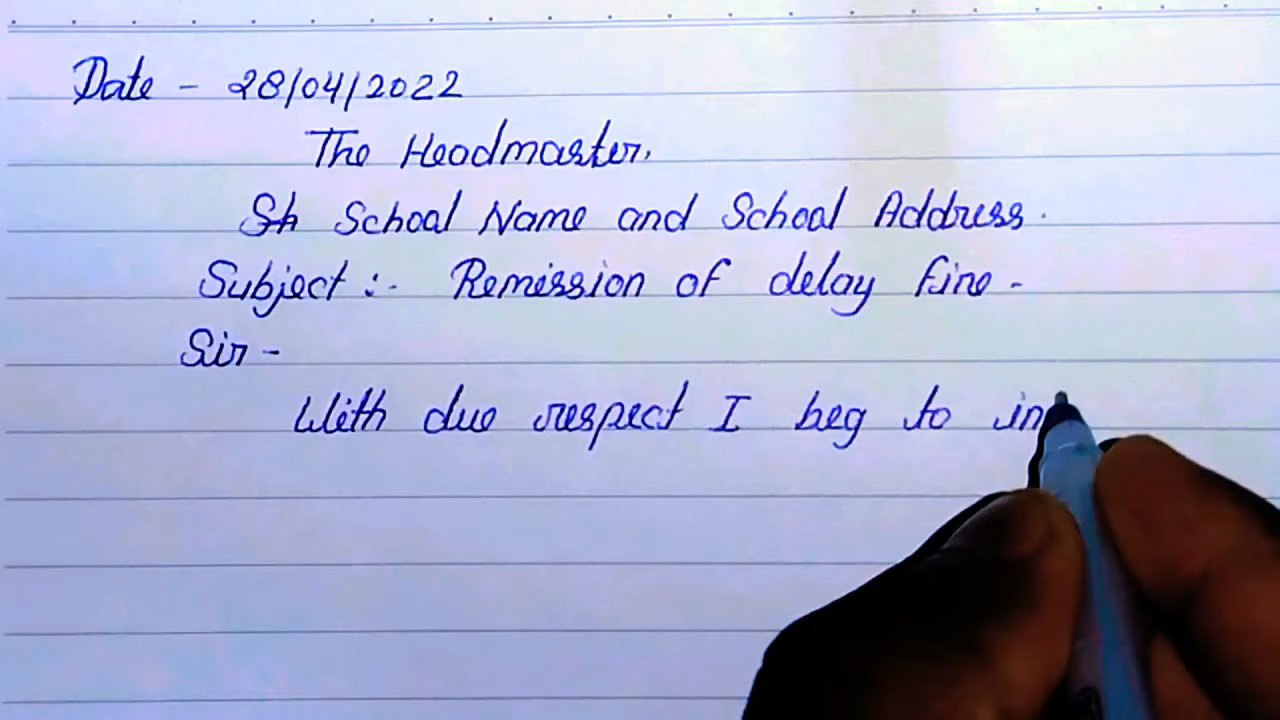 Date - 28/04/2022
The Headmaster.
School Name and School Address.
Subject :- Remission of delay fine -
Sir -
With due respect I beg to in